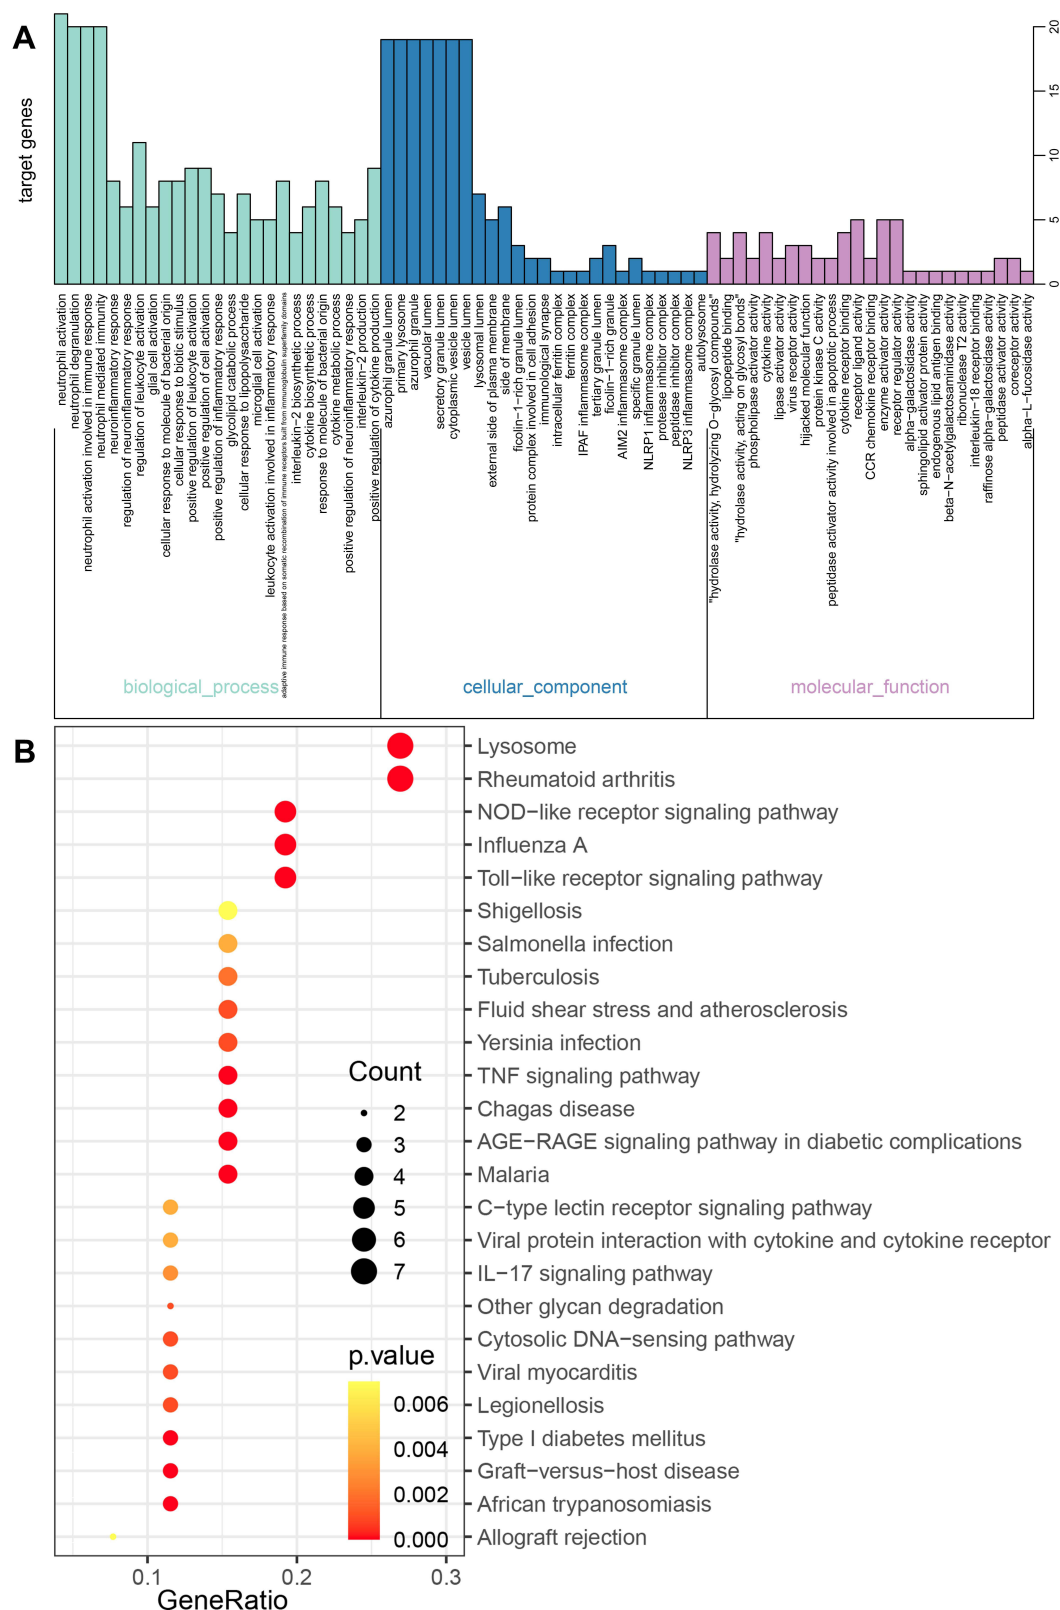 A
target genes
0
5
10
15
20
neutrophil activation
neutrophil degranulation
neutrophil activation involved in immune response
neutrophil mediated immunity
neuroinflammatory response
regulation of neuroinflammatory response
regulation of leukocyte activation
glial cell activation
cellular response to molecule of bacterial origin
cellular response to biotic stimulus
positive regulation of leukocyte activation
positive regulation of cell activation
positive regulation of inflammatory response
glycolipid catabolic process
cellular response to lipopolysaccharide
microglial cell activation
leukocyte activation involved in inflammatory response
adaptive immune response based on somatic recombination of immune receptors built from immunoglobulin superfamily domains
interleukin−2 biosynthetic process
cytokine biosynthetic process
response to molecule of bacterial origin
cytokine metabolic process
positive regulation of neuroinflammatory response
interleukin−2 production
positive regulation of cytokine production
azurophil granule lumen
primary lysosome
azurophil granule
vacuolar lumen
secretory granule lumen
cytoplasmic vesicle lumen
vesicle lumen
lysosomal lumen
external side of plasma membrane
side of membrane
ficolin−1−rich granule lumen
protein complex involved in cell adhesion
immunological synapse
intracellular ferritin complex
ferritin complex
IPAF inflammasome complex
tertiary granule lumen
ficolin−1−rich granule
AIM2 inflammasome complex
specific granule lumen
NLRP1 inflammasome complex
protease inhibitor complex
peptidase inhibitor complex
NLRP3 inflammasome complex
autolysosome
"hydrolase activity, hydrolyzing O−glycosyl compounds"
lipopeptide binding
"hydrolase activity, acting on glycosyl bonds"
phospholipase activator activity
cytokine activity
lipase activator activity
virus receptor activity
hijacked molecular function
protein kinase C activity
peptidase activator activity involved in apoptotic process
cytokine receptor binding
receptor ligand activity
CCR chemokine receptor binding
enzyme activator activity
receptor regulator activity
alpha−galactosidase activity
sphingolipid activator protein activity
endogenous lipid antigen binding
beta−N−acetylgalactosaminidase activity
ribonuclease T2 activity
interleukin−18 receptor binding
raffinose alpha−galactosidase activity
peptidase activator activity
coreceptor activity
alpha−L−fucosidase activity
biological_process
cellular_component
molecular_function
B
Lysosome
Rheumatoid arthritis
NOD−like receptor signaling pathway
Influenza A
Toll−like receptor signaling pathway
Shigellosis
Salmonella infection
Tuberculosis
Fluid shear stress and atherosclerosis
Yersinia infection
TNF signaling pathway
Chagas disease
AGE−RAGE signaling pathway in diabetic complications
Malaria
C−type lectin receptor signaling pathway
Viral protein interaction with cytokine and cytokine receptor
IL−17 signaling pathway
Other glycan degradation
Cytosolic DNA−sensing pathway
Viral myocarditis
Legionellosis
Type I diabetes mellitus
Graft−versus−host disease
African trypanosomiasis
Allograft rejection
Count
2
3
4
5
6
7
p.value
0.006
0.004
0.002
0.000
0.1
0.2
0.3
GeneRatio